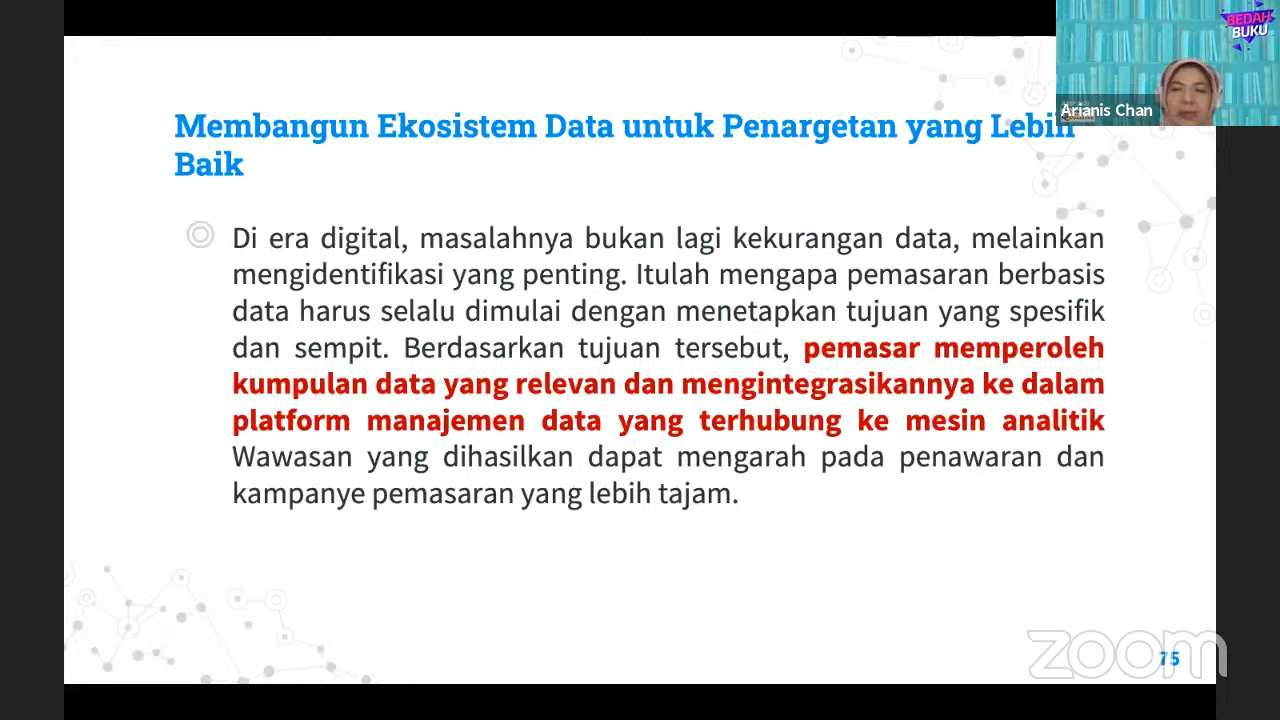 BEDAH
BUKU
Arianis Chan
Membangun Ekosistem Data untuk Penargetan yang Lebih
Baik
Di era digital, masalahnya bukan lagi kekurangan data, melainkan
mengidentifikasi yang penting. Itulah mengapa pemasaran berbasis
data harus selalu dimulai dengan menetapkan tujuan yang spesifik
dan sempit. Berdasarkan tujuan tersebut, pemasar memperoleh
kumpulan data yang relevan dan mengintegrasikannya ke dalam
platform manajemen data yang terhubung ke mesin analitik
Wawasan yang dihasilkan dapat mengarah pada penawaran dan
kampanye pemasaran yang lebih tajam.
zoom
75